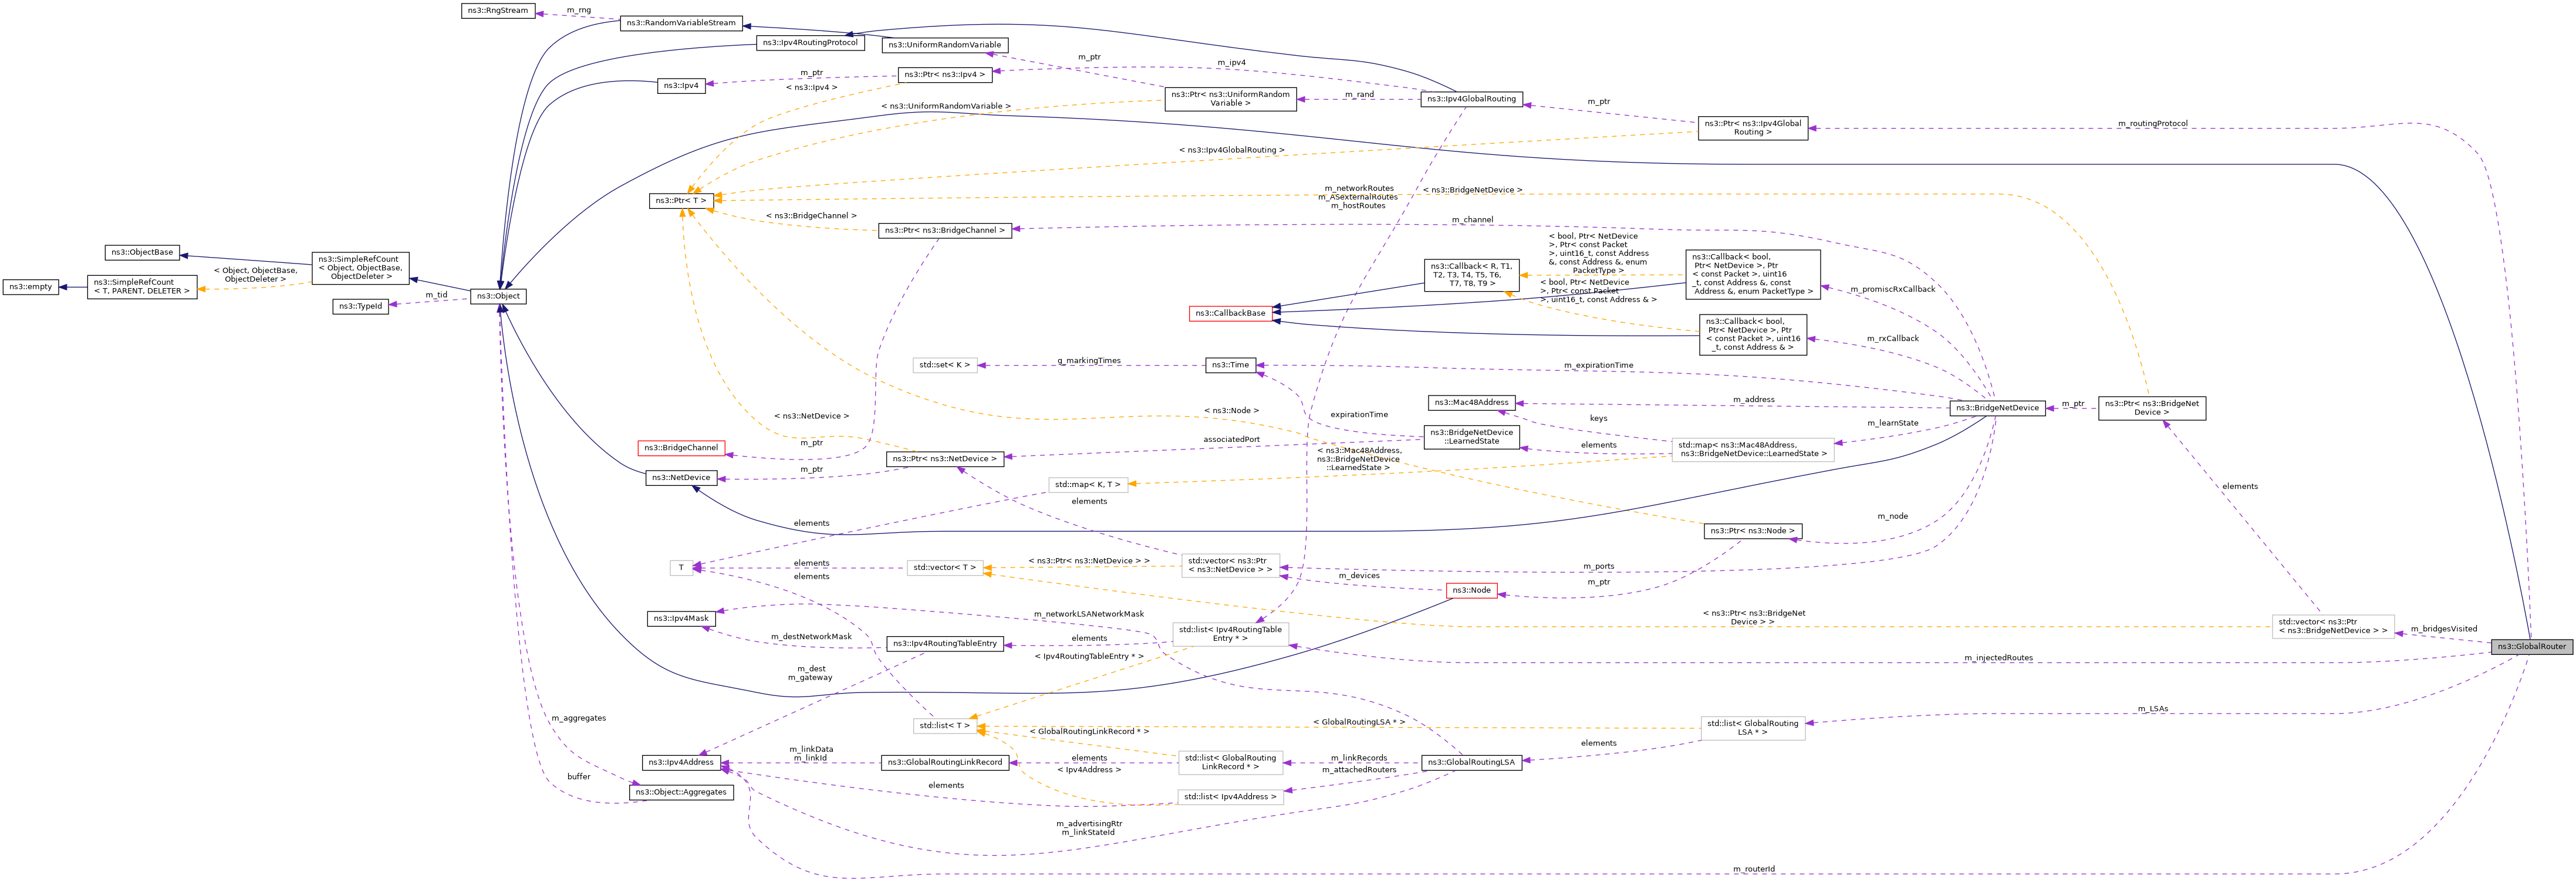 ns3::RngStream
m_rng
ns3::RandomVariableStream
ns3::Ipv4RoutingProtocol
ns3::UniformRandomVariable
m_ptr
m_ipv4
ns3::Ptr< ns3::Ipv4 >
m_ptr
ns3::Ipv4
< ns3::Ipv4 >
ns3::Ptr< ns3::UniformRandom
Variable >
m_rand
ns3::Ipv4GlobalRouting
m_ptr
< ns3::UniformRandomVariable >
ns3::Ptr< ns3::Ipv4Global
Routing >
m_routingProtocol
< ns3::Ipv4GlobalRouting >
m_networkRoutes
m_ASexternalRoutes
m_hostRoutes
< ns3::BridgeNetDevice >
ns3::Ptr< T >
< ns3::BridgeChannel >
ns3::Ptr< ns3::BridgeChannel >
m_channel
ns3::ObjectBase
ns3::SimpleRefCount
< Object, ObjectBase,
ObjectDeleter >
< Object, ObjectBase,
ObjectDeleter >
ns3::empty
ns3::SimpleRefCount
< T, PARENT, DELETER >
m_tid
ns3::Object
ns3::TypeId
< bool, Ptr< NetDevice
>, Ptr< const Packet
>, uint16_t, const Address
&, const Address &, enum
PacketType >
ns3::Callback< R, T1,
T2, T3, T4, T5, T6,
T7, T8, T9 >
ns3::Callback< bool,
Ptr< NetDevice >, Ptr
< const Packet >, uint16
_t, const Address &, const
Address &, enum PacketType >
m_promiscRxCallback
< bool, Ptr< NetDevice
>, Ptr< const Packet
>, uint16_t, const Address & >
ns3::CallbackBase
ns3::Callback< bool,
Ptr< NetDevice >, Ptr
< const Packet >, uint16
_t, const Address & >
m_rxCallback
std::set< K >
g_markingTimes
ns3::Time
m_expirationTime
ns3::Mac48Address
m_address
ns3::BridgeNetDevice
m_ptr
ns3::Ptr< ns3::BridgeNet
Device >
< ns3::NetDevice >
< ns3::Node >
expirationTime
keys
m_learnState
ns3::BridgeNetDevice
::LearnedState
associatedPort
elements
std::map< ns3::Mac48Address,
ns3::BridgeNetDevice::LearnedState >
ns3::BridgeChannel
m_ptr
ns3::Ptr< ns3::NetDevice >
< ns3::Mac48Address,
ns3::BridgeNetDevice
::LearnedState >
m_ptr
ns3::NetDevice
std::map< K, T >
elements
elements
elements
ns3::Ptr< ns3::Node >
m_node
T
elements
elements
std::vector< T >
< ns3::Ptr< ns3::NetDevice > >
std::vector< ns3::Ptr
< ns3::NetDevice > >
m_devices
m_ports
m_ptr
ns3::Node
ns3::Ipv4Mask
m_networkLSANetworkMask
< ns3::Ptr< ns3::BridgeNet
Device > >
std::vector< ns3::Ptr
< ns3::BridgeNetDevice > >
m_bridgesVisited
ns3::GlobalRouter
m_destNetworkMask
ns3::Ipv4RoutingTableEntry
elements
std::list< Ipv4RoutingTable
Entry * >
< Ipv4RoutingTableEntry * >
m_injectedRoutes
m_dest
m_gateway
m_aggregates
std::list< T >
< GlobalRoutingLSA * >
std::list< GlobalRouting
LSA * >
m_LSAs
< GlobalRoutingLinkRecord * >
elements
ns3::Ipv4Address
m_linkData
m_linkId
ns3::GlobalRoutingLinkRecord
elements
std::list< GlobalRouting
LinkRecord * >
m_linkRecords
m_attachedRouters
ns3::GlobalRoutingLSA
< Ipv4Address >
buffer
ns3::Object::Aggregates
elements
std::list< Ipv4Address >
m_advertisingRtr
m_linkStateId
m_routerId